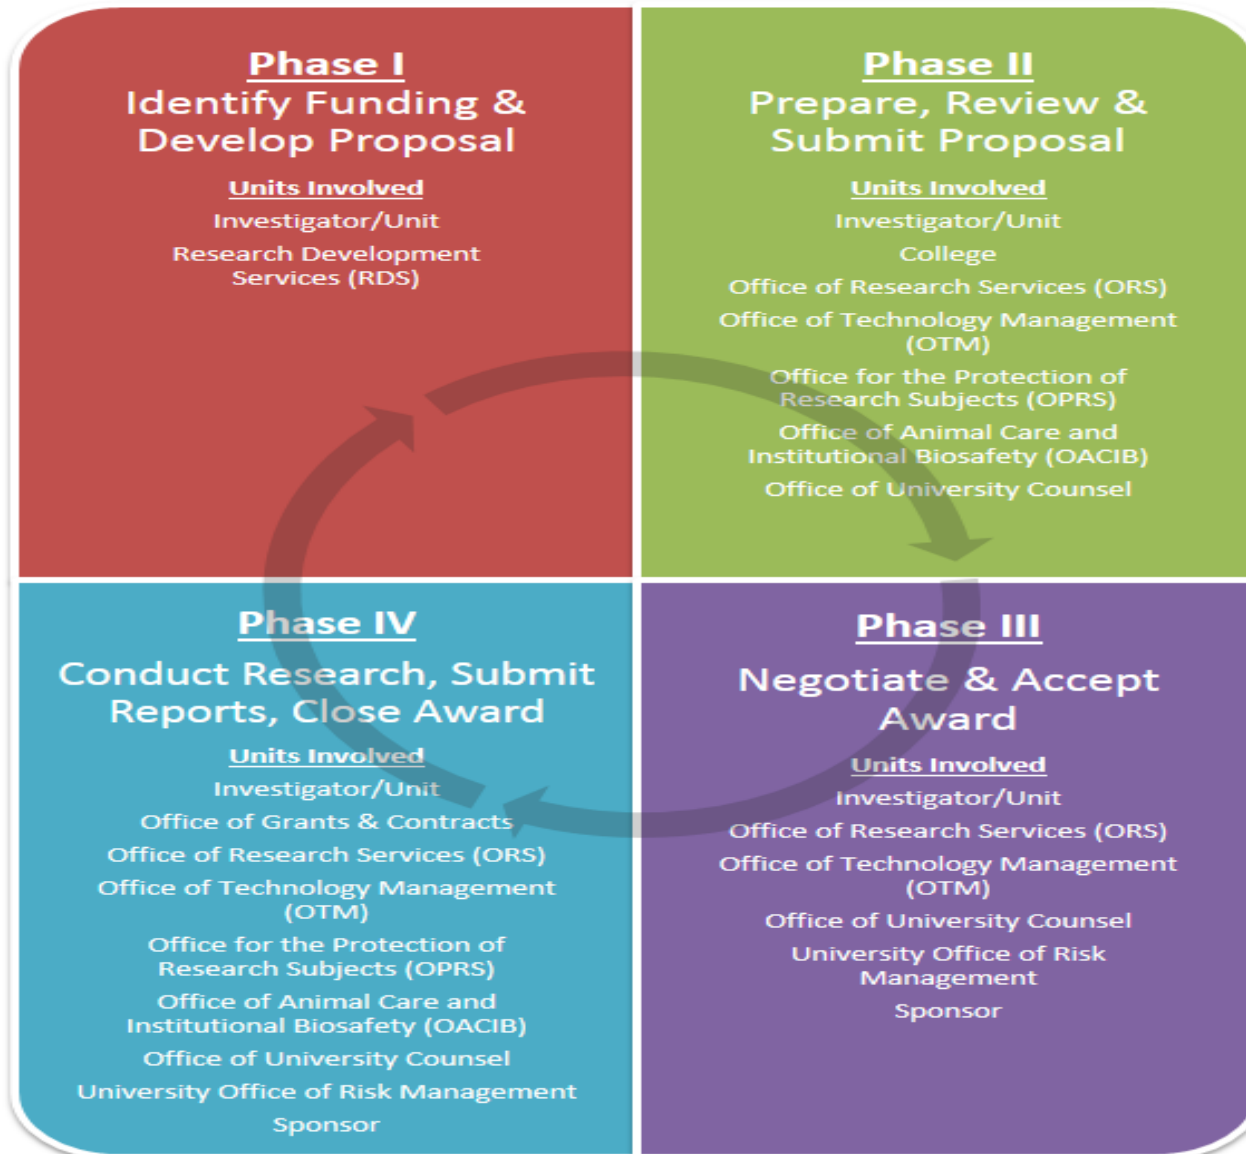 Phase I
Identify Funding &
Develop Proposal
Units Involved
Investigator/Unit
Research Development
Services (RDS)
Phase II
Prepare, Review &
Submit Proposal
Units Involved
Investigator/Unit
College
Office of Research Services (ORS)
Office of Technology Management
(OTM)
Office for the Protection of
Research Subjects (OPRS)
Office of Animal Care and
Institutional Biosafety (OACIB)
Office of University Counsel
Phase III
Negotiate & Accept
Award
Units Involved
Investigator/Unit
Office of Research Services (ORS)
Office of Technology Management
(OTM)
Office of University Counsel
University Office of Risk
Management
Sponsor
Phase IV
Conduct Research, Submit
Reports, Close Award
Units Involved
Investigator/Unit
Office of Grants & Contracts
Office of Research Services (ORS)
Office of Technology Management
(OTM)
Office for the Protection of
Research Subjects (OPRS)
Office of Animal Care and
Institutional Biosafety (OACIB)
Office of University Counsel
University Office of Risk Management
Sponsor